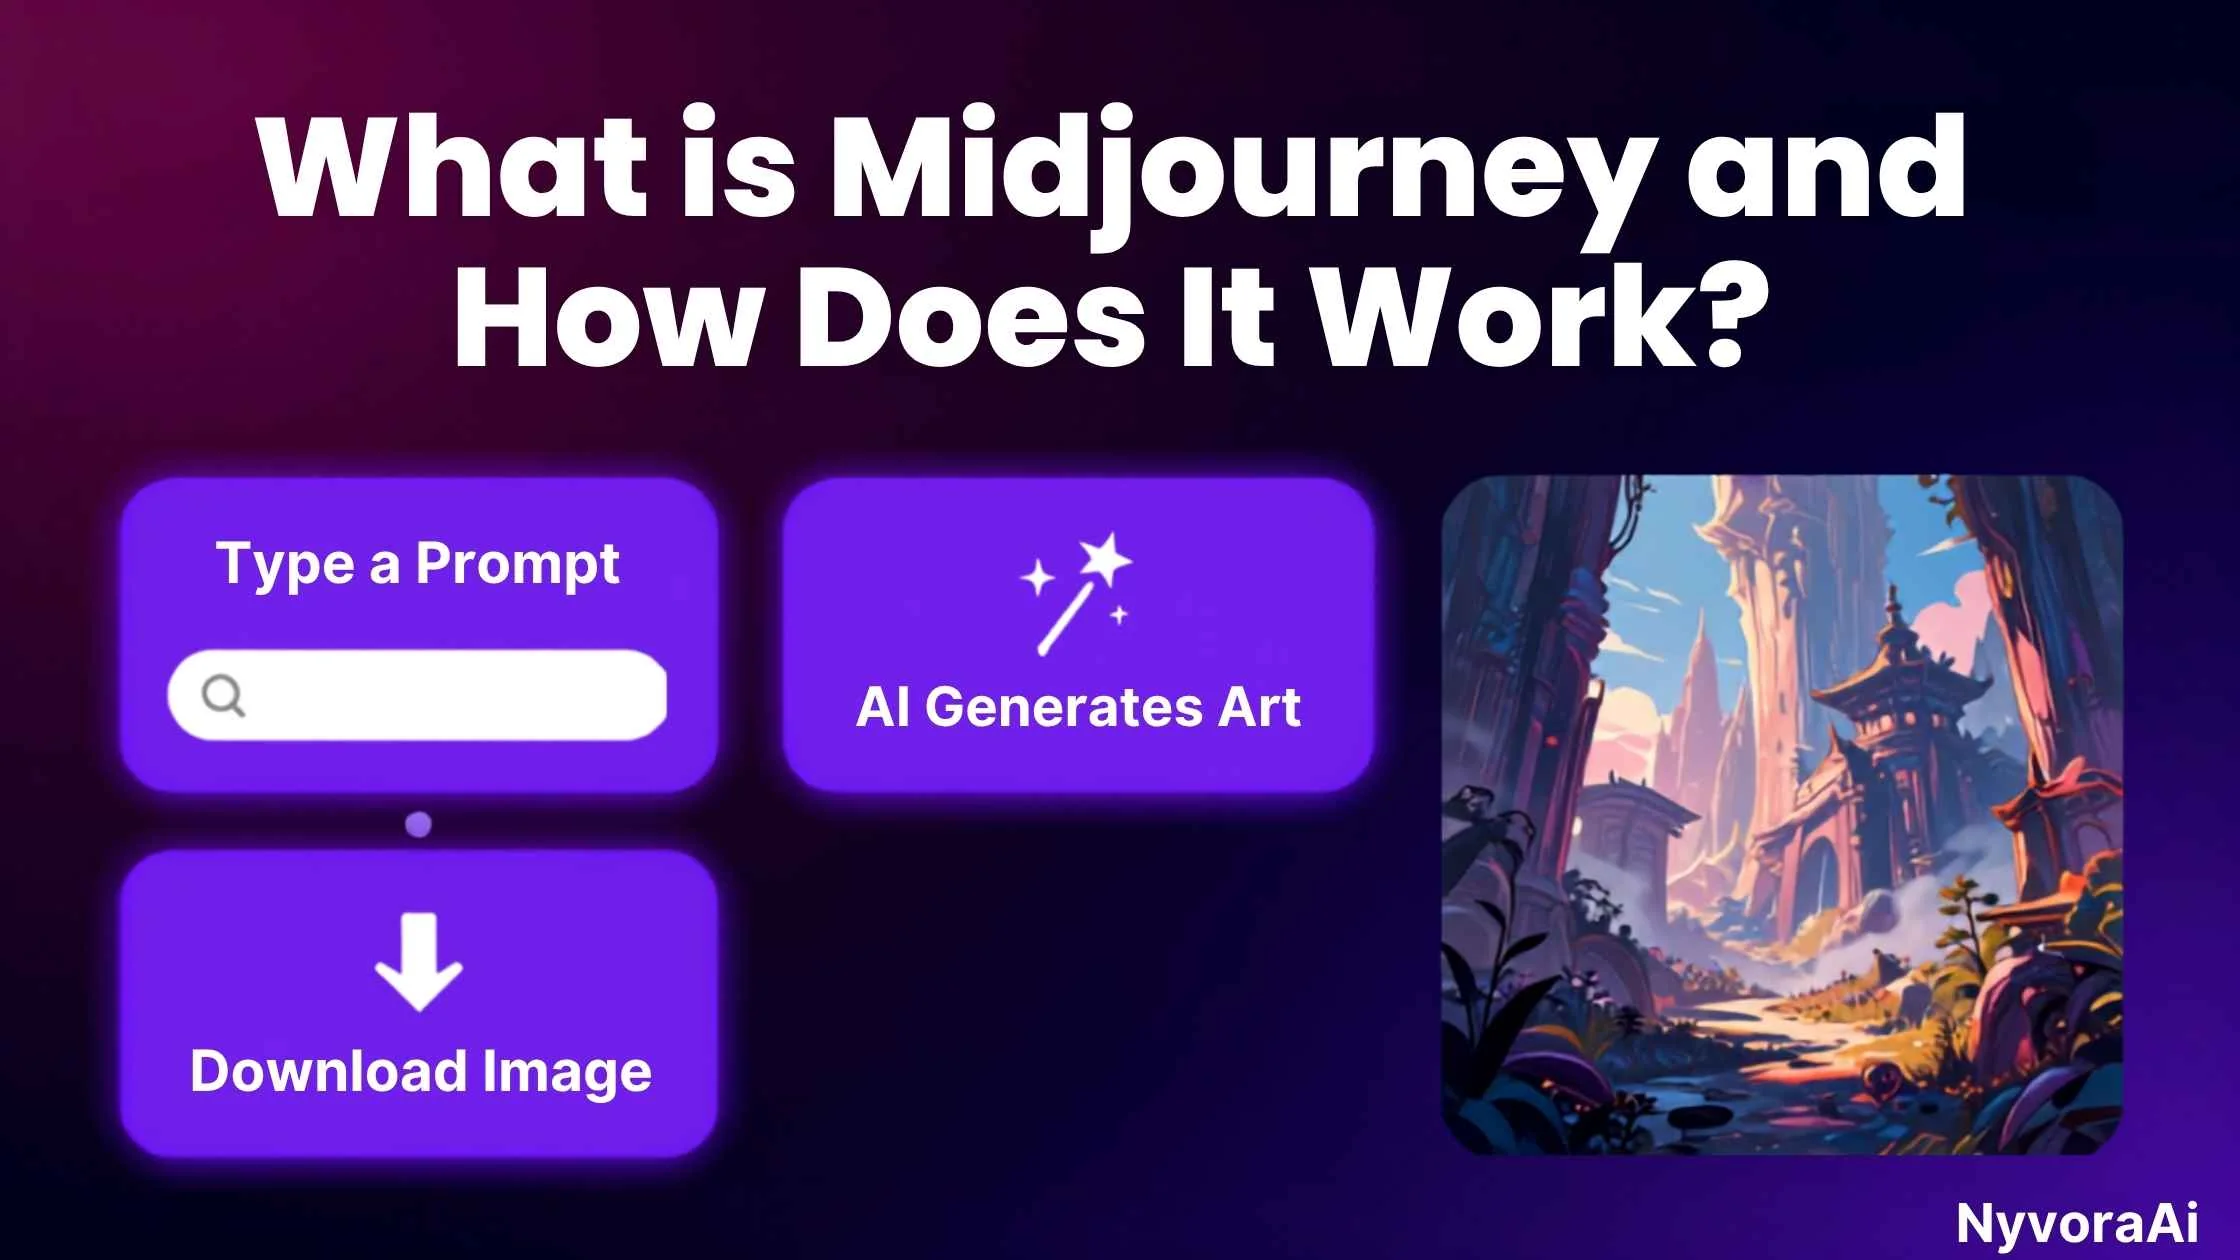 What is Midjourney and
How Does It Work?
Type a Prompt
AI Generates Art
Download Image
NyvoraAi